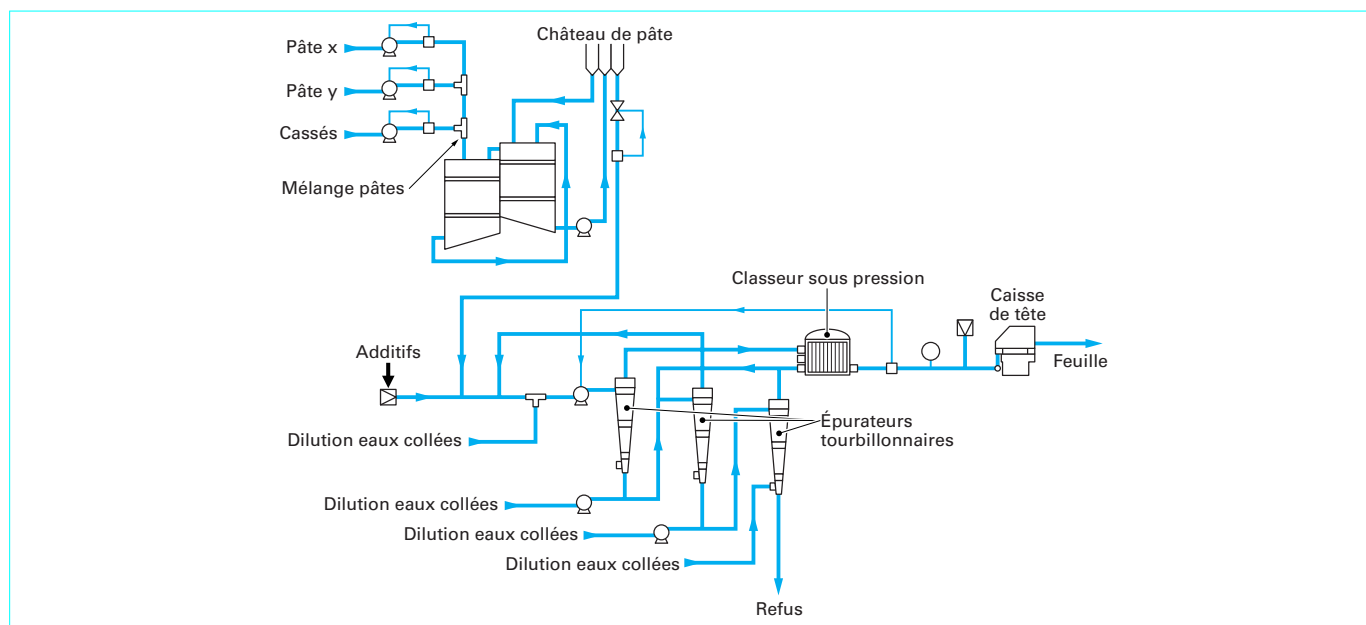 Pâte x
Château de pâte
Pâte y
Cassés
Mélange pâtes
Classeur sous pression
Caisse
de tête
Additifs
Feuille
Épurateurs
tourbillonnaires
Dilution eaux collées
Dilution eaux collées
Dilution eaux collées
Dilution eaux collées
Refus